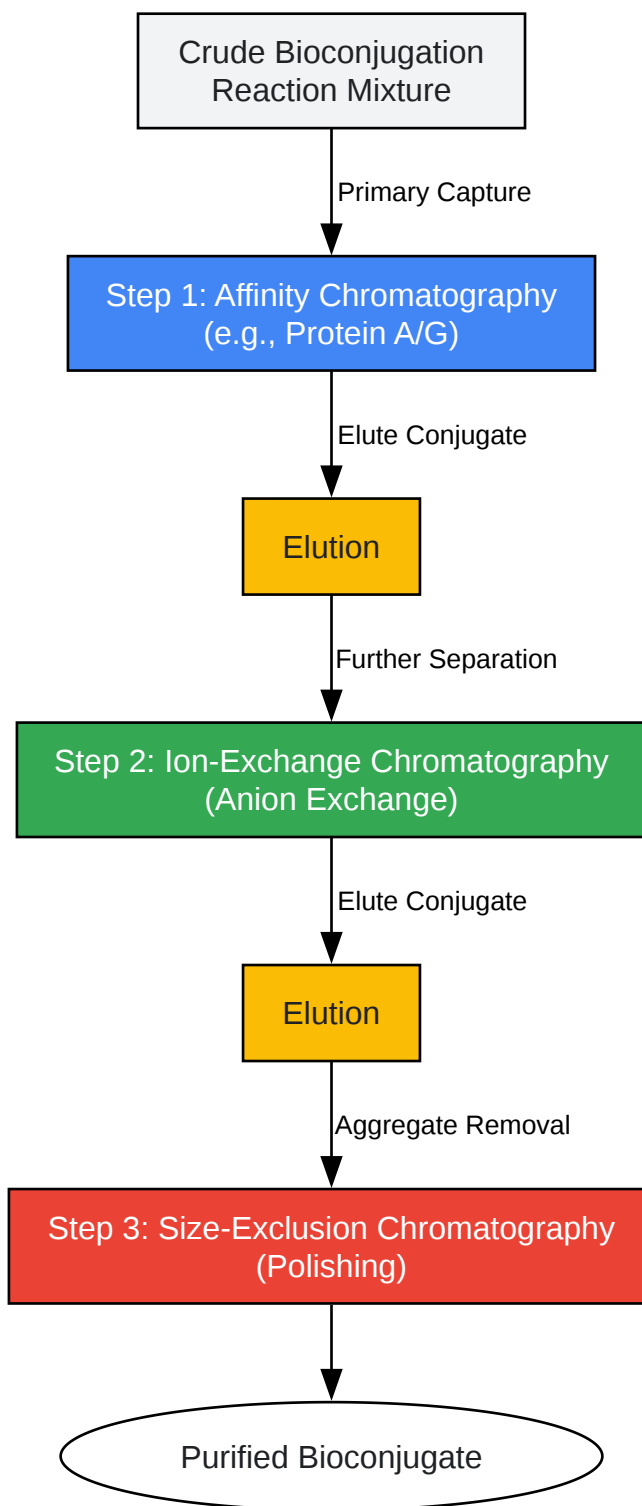 Crude Bioconjugation
Reaction Mixture
Primary Capture
Step 1: Affinity Chromatography
(e.g., Protein A/G)
Elute Conjugate
Elution
Further Separation
Step 2: Ion-Exchange Chromatography
(Anion Exchange)
Elute Conjugate
Elution
Aggregate Removal
Step 3: Size-Exclusion Chromatography
(Polishing)
Purified Bioconjugate